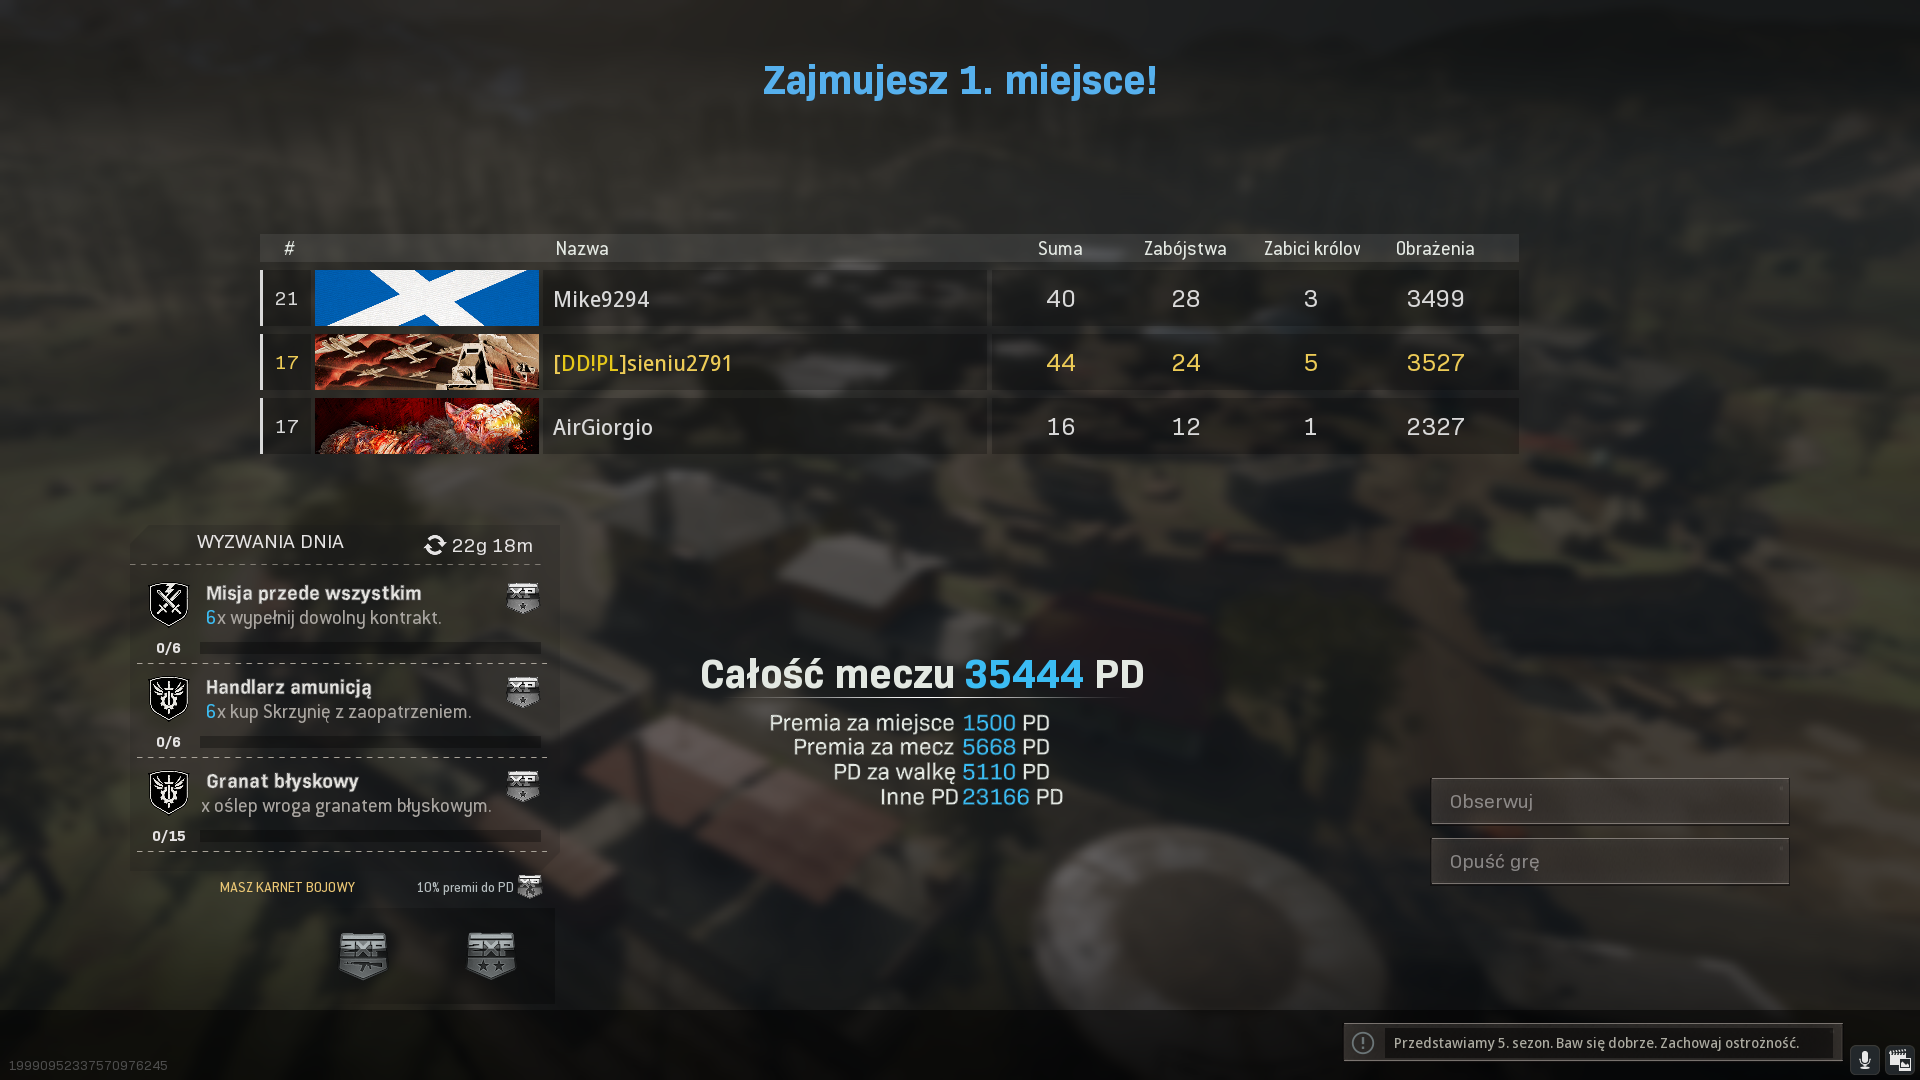 Zajmujesz 1. miejsce!
# Nazwa Suma Zabójstwa Zabici królov Obrażenia
21 Mike9294 40 28 3 3499
17 [DD!PL]sieniu2791 44 24 5 3527
17 AirGiorgio 16 12 1 2327
WYZWANIA DNIA 22g 18m
Misja przede wszystkim
6x wypełnij dowolny kontrakt.
0/6
Handlarz amunicją
6x kup Skrzynię z zaopatrzeniem.
0/6
Granat błyskowy
x oślep wroga granatem błyskowym.
0/15
MASZ KARNET BOJOWY 10% premii do PD
2XP 2XP
Całość meczu 35444 PD
Premia za miejsce 1500 PD
Premia za mecz 5668 PD
PD za walkę 5110 PD
Inne PD 23166 PD
Obserwuj
Opuść grę
Przedstawiamy 5. sezon. Baw się dobrze. Zachowaj ostrożność.
19990952337570976245